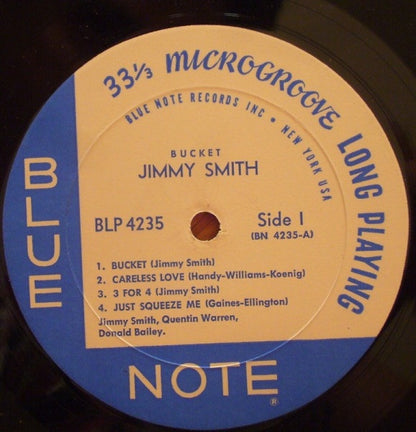 33⅓ MICROGROOVE LONG PLAYING
BLUE NOTE RECORDS INC • NEW YORK USA
BUCKET
JIMMY SMITH
BLP 4235
Side 1
(BN 4235-A)
1. BUCKET (Jimmy Smith)
2. CARELESS LOVE (Handy-Williams-Koenig)
3. 3 FOR 4 (Jimmy Smith)
4. JUST SQUEEZE ME (Gaines-Ellington)
Jimmy Smith, Quentin Warren,
Donald Bailey.
BLUE
NOTE
®